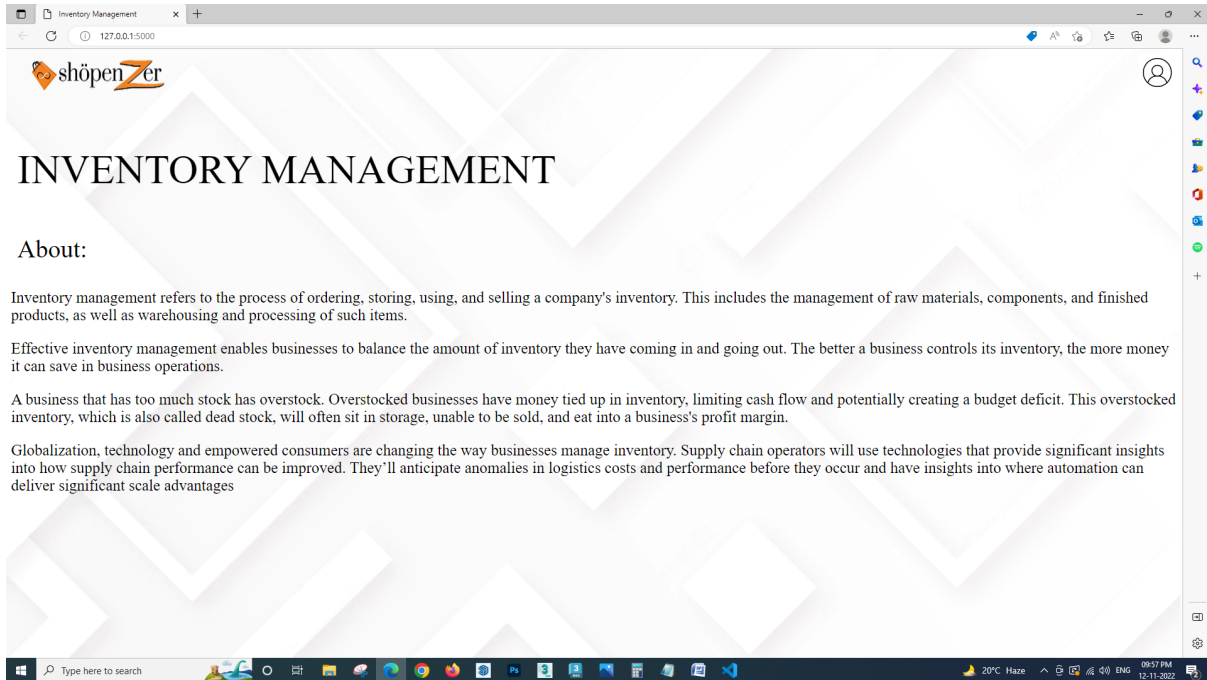 Inventory Management
127.0.0.1:5000
shöpenZer
INVENTORY MANAGEMENT
About:
Inventory management refers to the process of ordering, storing, using, and selling a company's inventory. This includes the management of raw materials, components, and finished
products, as well as warehousing and processing of such items.
Effective inventory management enables businesses to balance the amount of inventory they have coming in and going out. The better a business controls its inventory, the more money
it can save in business operations.
A business that has too much stock has overstock. Overstocked businesses have money tied up in inventory, limiting cash flow and potentially creating a budget deficit. This overstocked
inventory, which is also called dead stock, will often sit in storage, unable to be sold, and eat into a business's profit margin.
Globalization, technology and empowered consumers are changing the way businesses manage inventory. Supply chain operators will use technologies that provide significant insights
into how supply chain performance can be improved. They’ll anticipate anomalies in logistics costs and performance before they occur and have insights into where automation can
deliver significant scale advantages
Type here to search
20°C Haze
ENG
09:57 PM
12-11-2022